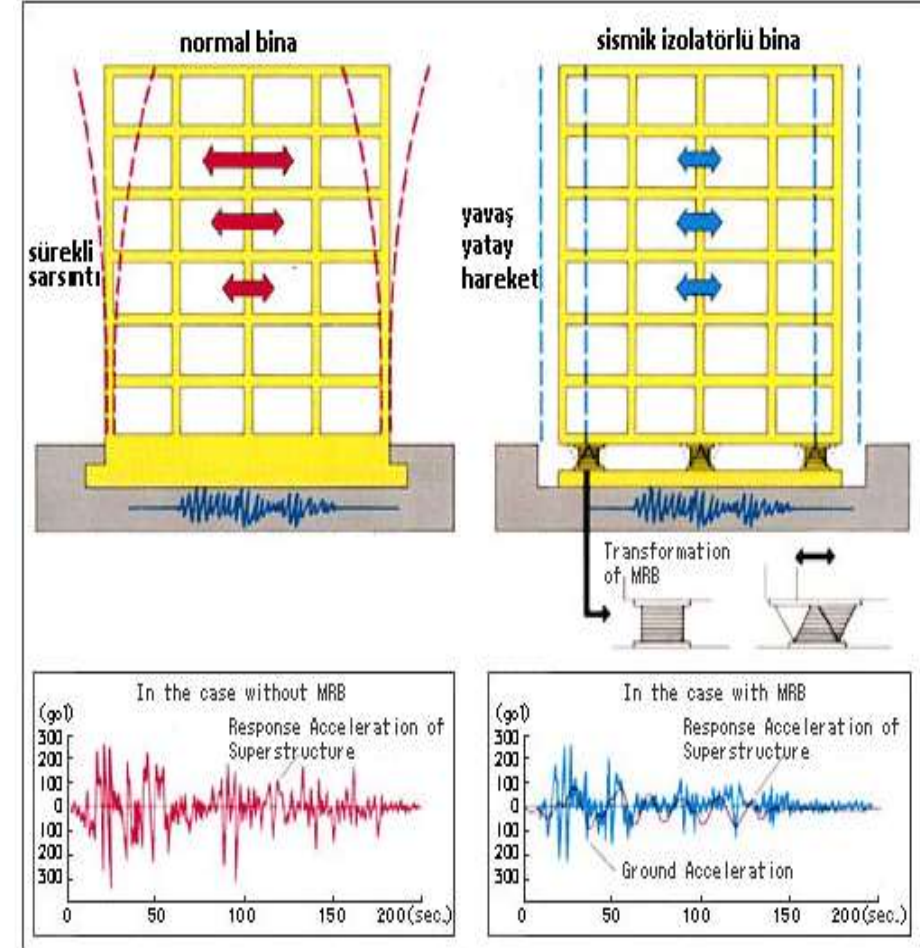 normal bina
sürekli
sarsıntı
sismik izolatörlü bina
yavaş
yatay
hareket
Transformation
of MRB
In the case without MRB
(gol)
Response Acceleration of
Superstructure
300
200
100
0
100
200
300
0 50 100 150 200(sec.)
In the case with MRB
(gol)
Response Acceleration of
Superstructure
300
200
100
0
100
200
300
Ground Acceleration
0 50 100 150 200(sec.)